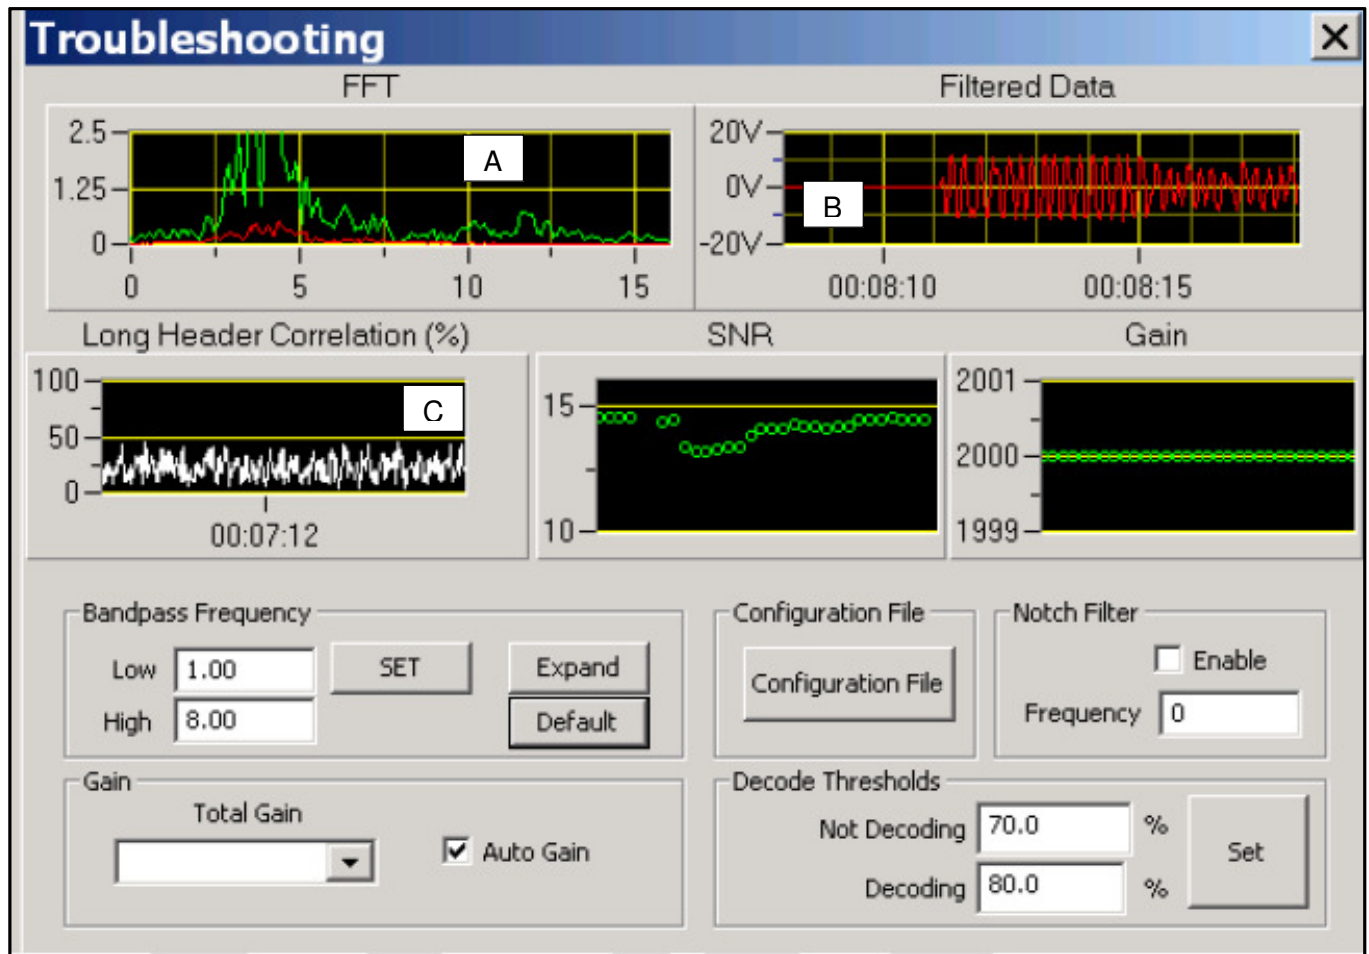 Troubleshooting
FFT
Filtered Data
2.5
1.25
0
0 5 10 15
A
20V
0V
-20V
00:08:10 00:08:15
B
Long Header Correlation (%)
SNR
Gain
100
50
0
00:07:12
C
15
10
2001
2000
1999
Bandpass Frequency
Low 1.00 SET Expand
High 8.00 Default
Configuration File
Configuration File
Notch Filter
Enable
Frequency 0
Gain
Total Gain
Auto Gain
Decode Thresholds
Not Decoding 70.0 %
Decoding 80.0 %
Set